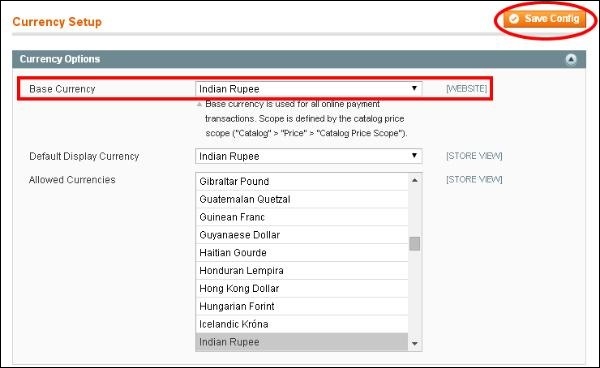 Currency Setup
Save Config
Currency Options
Base Currency
Indian Rupee
[WEBSITE]
Base currency is used for all online payment
transactions. Scope is defined by the catalog price
scope ("Catalog" > "Price" > "Catalog Price Scope").
Default Display Currency
Indian Rupee
[STORE VIEW]
Allowed Currencies
[STORE VIEW]
Gibraltar Pound
Guatemalan Quetzal
Guinean Franc
Guyanaese Dollar
Haitian Gourde
Honduran Lempira
Hong Kong Dollar
Hungarian Forint
Icelandic Króna
Indian Rupee